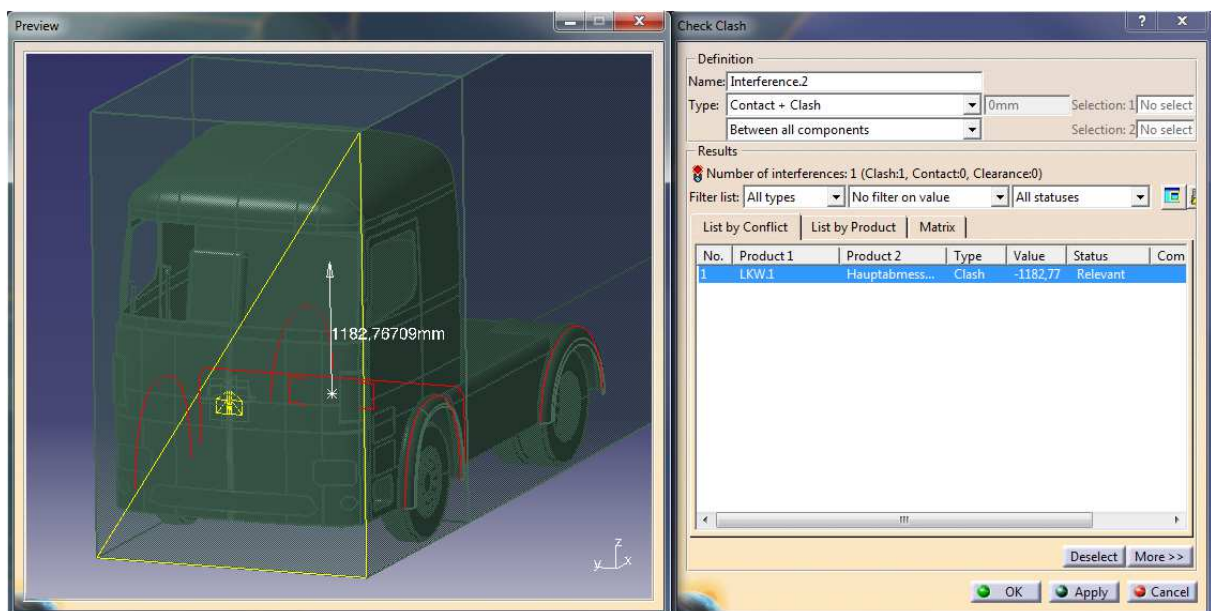 Preview
1182,76709mm
z
y x
Check Clash
Definition
Name: Interference.2
Type: Contact + Clash 0mm Selection: 1 No select
Between all components Selection: 2 No select
Results
Number of interferences: 1 (Clash:1, Contact:0, Clearance:0)
Filter list: All types No filter on value All statuses
List by Conflict List by Product Matrix
No. Product 1 Product 2 Type Value Status Com
1 LKW.1 Hauptabmess... Clash -1182,77 Relevant
Deselect More >>
OK Apply Cancel